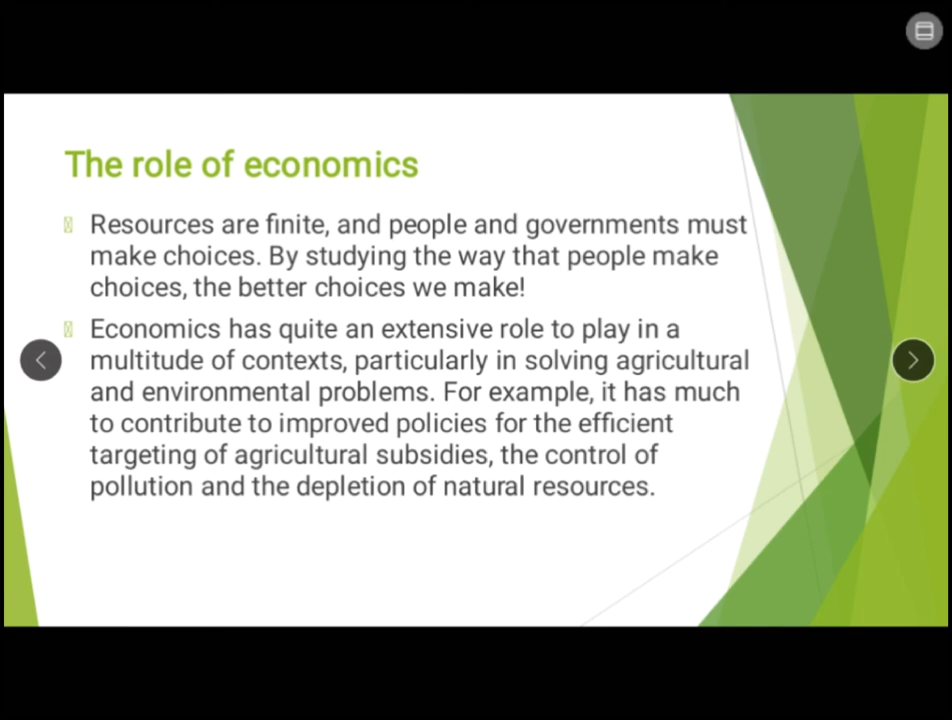 The role of economics
Resources are finite, and people and governments must
make choices. By studying the way that people make
choices, the better choices we make!
Economics has quite an extensive role to play in a
multitude of contexts, particularly in solving agricultural
and environmental problems. For example, it has much
to contribute to improved policies for the efficient
targeting of agricultural subsidies, the control of
pollution and the depletion of natural resources.